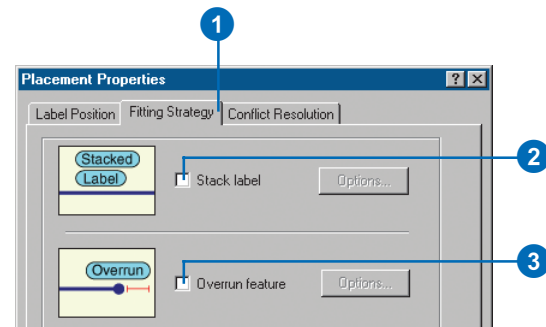 1
Placement Properties ? X
Label Position Fitting Strategy Conflict Resolution
Stacked
Label
Stack label Options...
2
Overrun
Overrun feature Options...
3